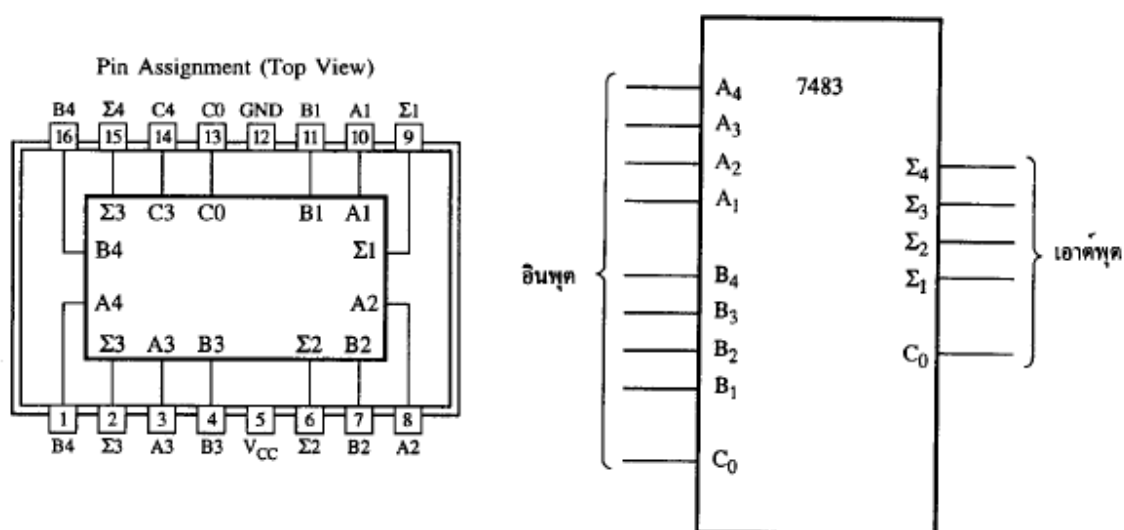 Pin Assignment (Top View)
B4 Σ4 C4 C0 GND B1 A1 Σ1
16 15 14 13 12 11 10 9
Σ3 C3 C0 B1 A1
B4 Σ1
A4 A2
Σ3 A3 B3 Σ2 B2
1 2 3 4 5 6 7 8
B4 Σ3 A3 B3 VCC Σ2 B2 A2
7483
อินพุต
A4
A3
A2
A1
B4
B3
B2
B1
C0
Σ4
Σ3
Σ2
Σ1
C0
เอาต์พุต